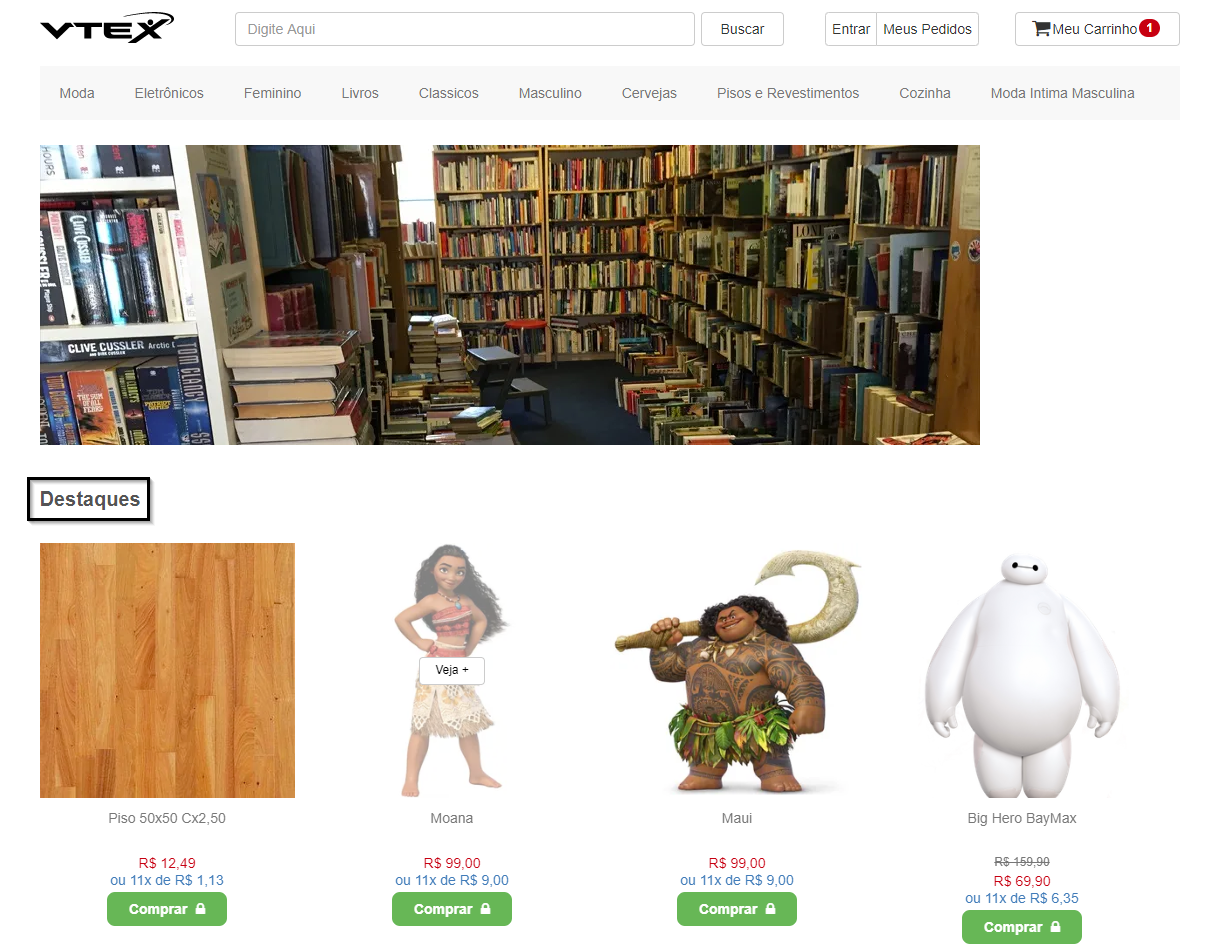 VTEX
Digite Aqui
Buscar
Entrar
Meus Pedidos
Meu Carrinho 1
Moda
Eletrônicos
Feminino
Livros
Classicos
Masculino
Cervejas
Pisos e Revestimentos
Cozinha
Moda Intima Masculina
CLIVE CUSSLER
TOM CLANCY
Destaques
Veja +
Piso 50x50 Cx2,50
Moana
Maui
Big Hero BayMax
R$ 12,49
ou 11x de R$ 1,13
Comprar
R$ 99,00
ou 11x de R$ 9,00
Comprar
R$ 99,00
ou 11x de R$ 9,00
Comprar
R$ 159,90
R$ 69,90
ou 11x de R$ 6,35
Comprar